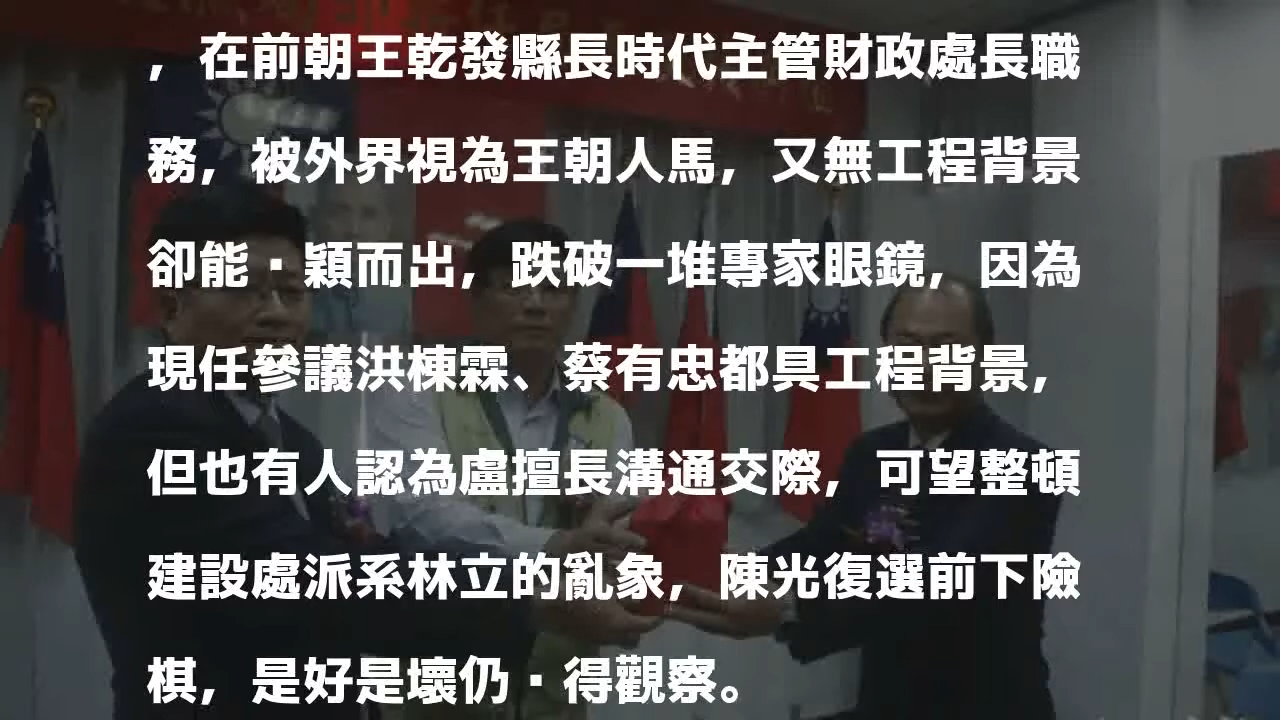 ，在前朝王乾發縣長時代主管財政處長職
務，被外界視為王朝人馬，又無工程背景
卻能▪穎而出，跌破一堆專家眼鏡，因為
現任參議洪棟霖、蔡有忠都具工程背景，
但也有人認為盧擅長溝通交際，可望整頓
建設處派系林立的亂象，陳光復選前下險
棋，是好是壞仍▪得觀察。